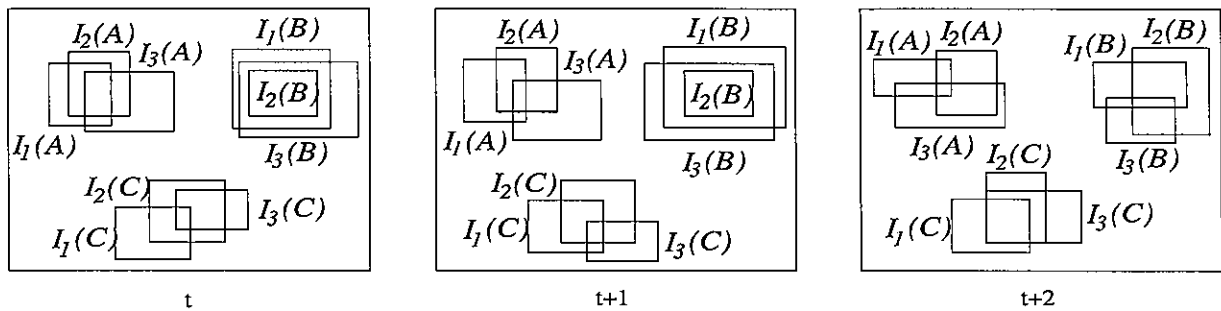 I₂(A)
I₃(A)
I₁(A)
I₁(B)
I₂(B)
I₃(B)
I₂(C)
I₃(C)
I₁(C)
t
I₂(A)
I₃(A)
I₁(A)
I₁(B)
I₂(B)
I₃(B)
I₂(C)
I₁(C)
I₃(C)
t+1
I₁(A)
I₂(A)
I₃(A)
I₂(B)
I₁(B)
I₃(B)
I₂(C)
I₁(C)
I₃(C)
t+2